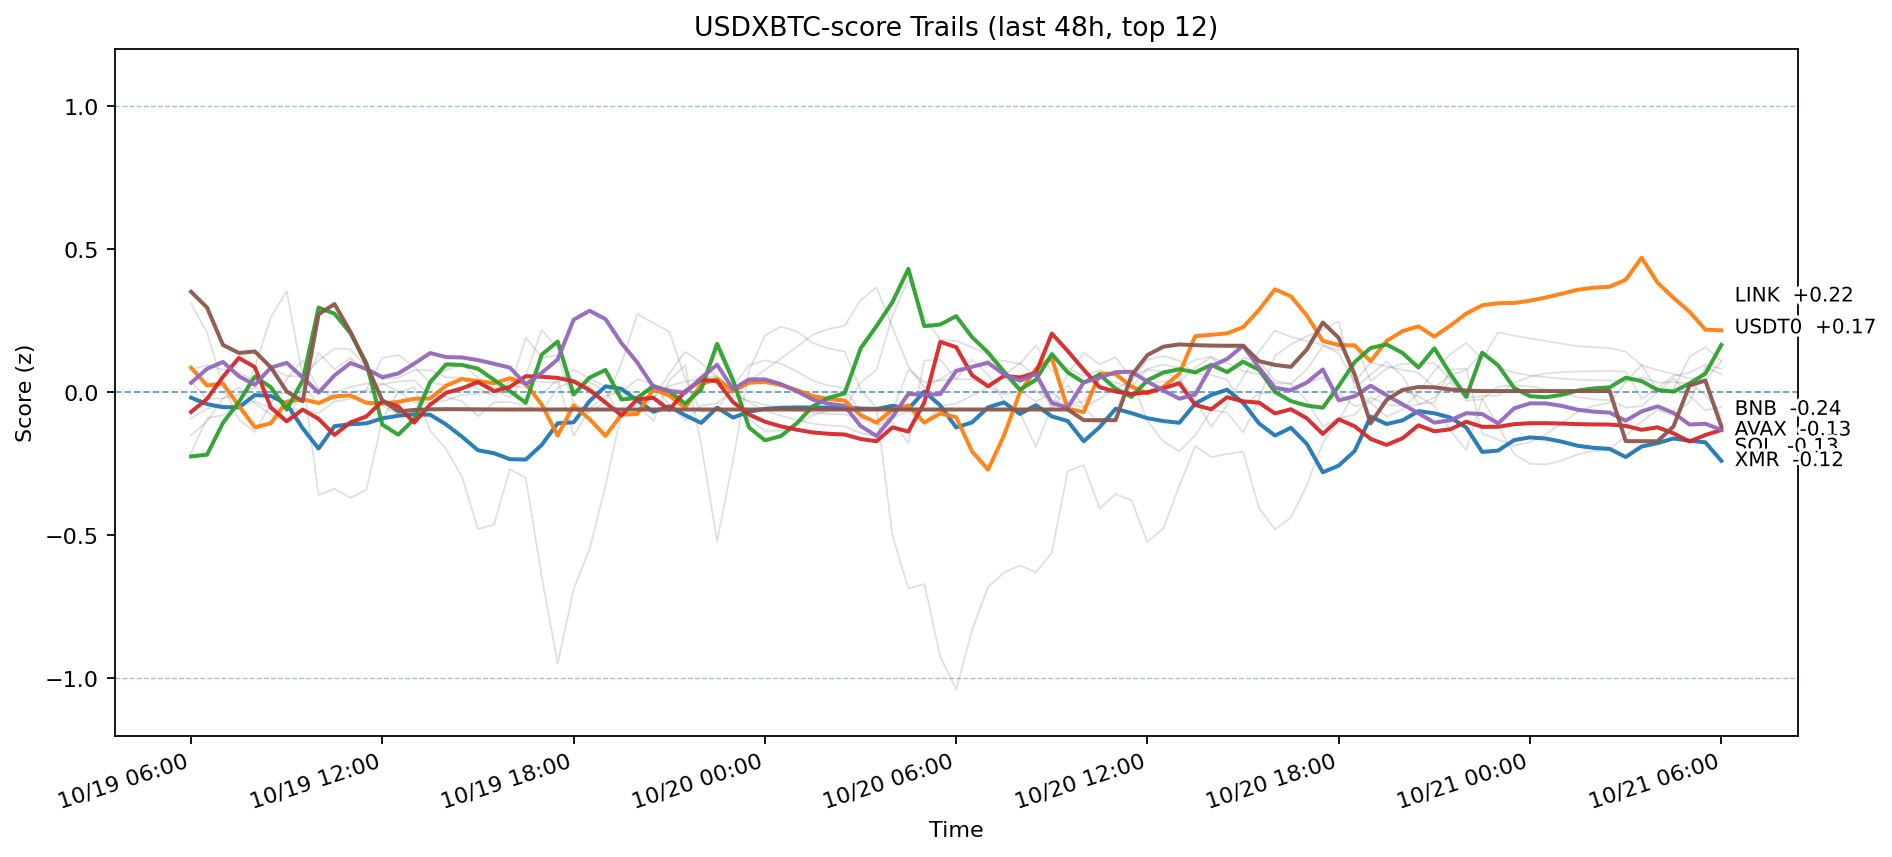 USDXBTC-score Trails (last 48h, top 12)
Score (z)
1.0
0.5
0.0
−0.5
−1.0
LINK +0.22
USDT0 +0.17
BNB -0.24
AVAX -0.13
SOL -0.13
XMR -0.12
10/19 06:00
10/19 12:00
10/19 18:00
10/20 00:00
10/20 06:00
10/20 12:00
10/20 18:00
10/21 00:00
10/21 06:00
Time